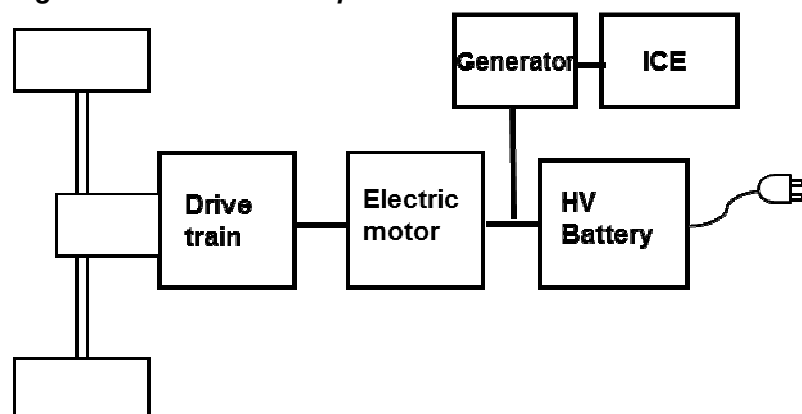 Generator
ICE
Drive
train
Electric
motor
HV
Battery